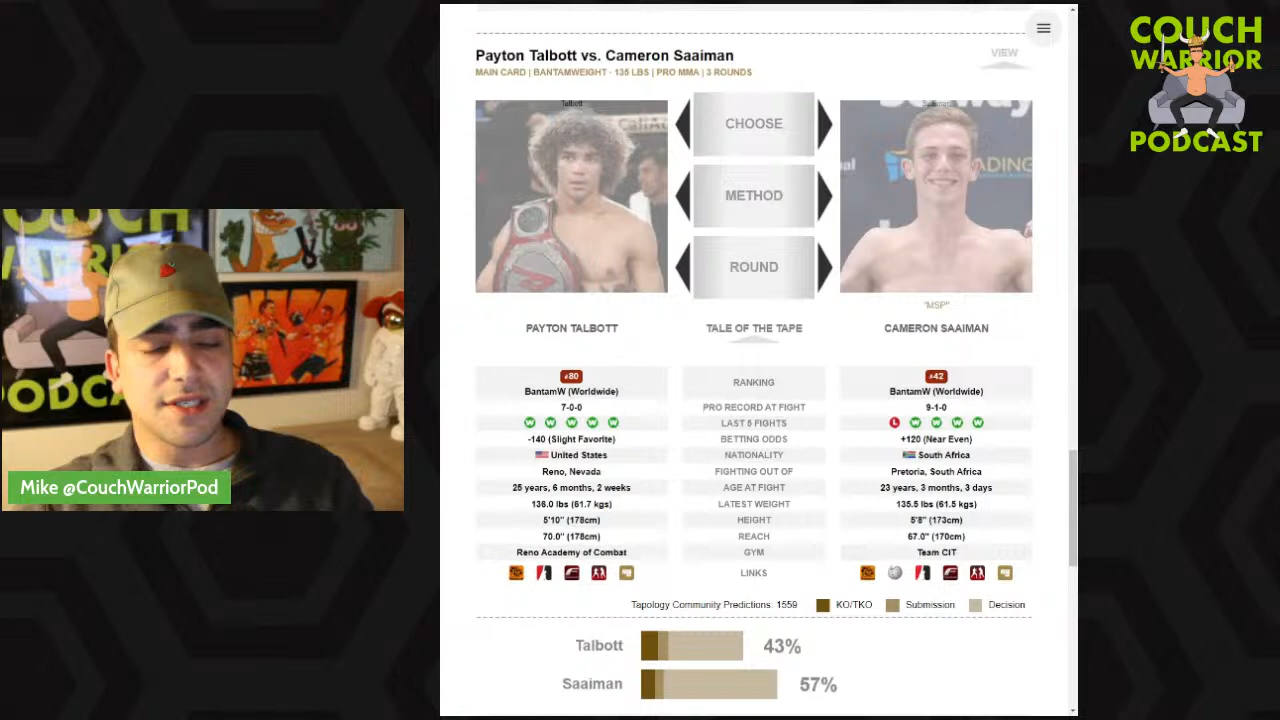 COUCH
WARRIOR
PODCAST
Payton Talbott vs. Cameron Saaiman
VIEW
MAIN CARD | BANTAMWEIGHT · 135 LBS | PRO MMA | 3 ROUNDS
Talbott
CHOOSE
METHOD
ROUND
"MSP"
PAYTON TALBOTT
TALE OF THE TAPE
CAMERON SAAIMAN
#80
RANKING
#42
BantamW (Worldwide)
BantamW (Worldwide)
7-0-0
PRO RECORD AT FIGHT
9-1-0
W W W W W
LAST 5 FIGHTS
L W W W W
-140 (Slight Favorite)
BETTING ODDS
+120 (Near Even)
United States
NATIONALITY
South Africa
Reno, Nevada
FIGHTING OUT OF
Pretoria, South Africa
25 years, 6 months, 2 weeks
AGE AT FIGHT
23 years, 3 months, 3 days
136.0 lbs (61.7 kgs)
LATEST WEIGHT
135.5 lbs (61.5 kgs)
5'10" (178cm)
HEIGHT
5'8" (173cm)
70.0" (178cm)
REACH
67.0" (170cm)
Reno Academy of Combat
GYM
Team CIT
LINKS
Tapology Community Predictions: 1559
KO/TKO
Submission
Decision
Talbott
43%
Saaiman
57%
Mike @CouchWarriorPod